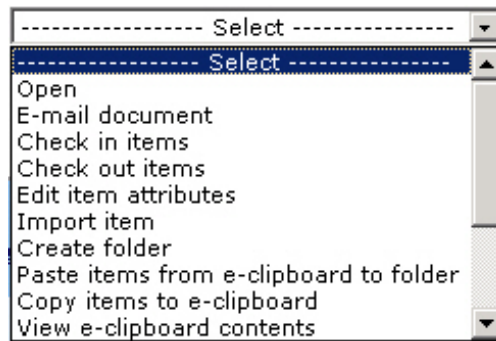 ------------------ Select ----------------
------------------ Select ----------------
Open
E-mail document
Check in items
Check out items
Edit item attributes
Import item
Create folder
Paste items from e-clipboard to folder
Copy items to e-clipboard
View e-clipboard contents